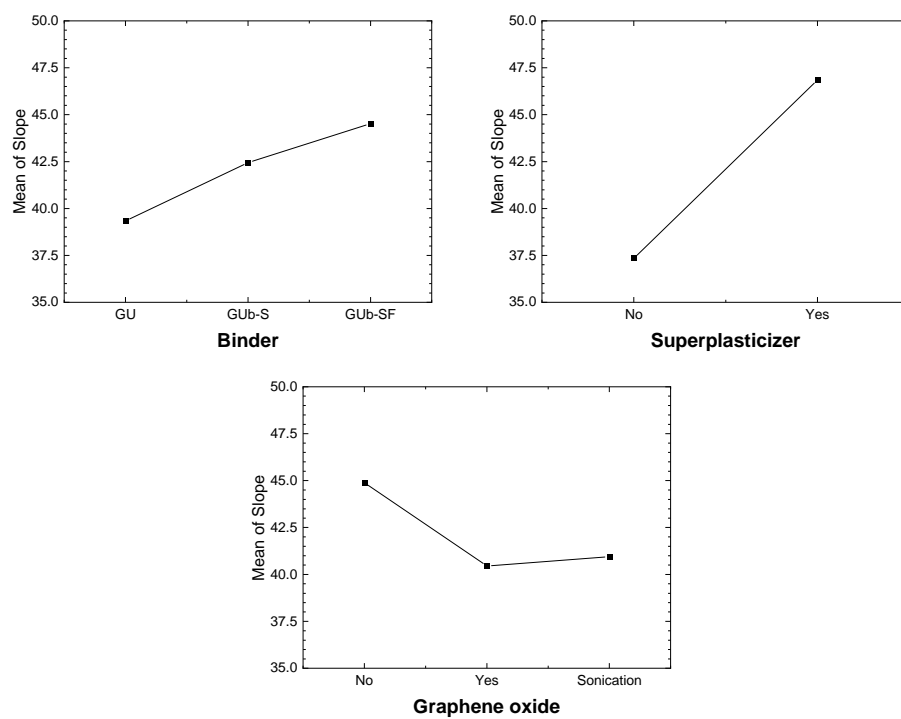 50.0
47.5
45.0
42.5
40.0
37.5
35.0
Mean of Slope
GU GUb-S GUb-SF
Binder
50.0
47.5
45.0
42.5
40.0
37.5
35.0
Mean of Slope
No Yes
Superplasticizer
50.0
47.5
45.0
42.5
40.0
37.5
35.0
Mean of Slope
No Yes Sonication
Graphene oxide